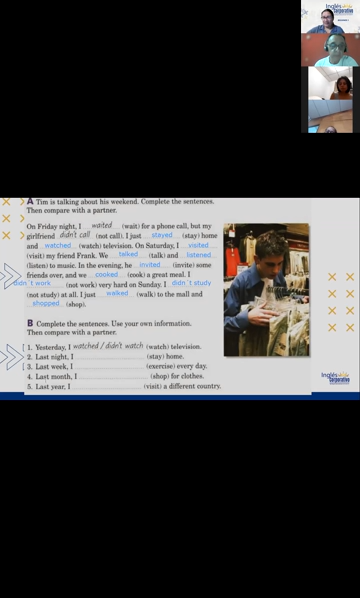 Inglés
Corporativo
A Tim is talking about his weekend. Complete the sentences.
Then compare with a partner.
On Friday night, I waited (wait) for a phone call, but my
girlfriend didn't call (not call). I just stayed (stay) home
and watched (watch) television. On Saturday, I visited
(visit) my friend Frank. We talked (talk) and listened
(listen) to music. In the evening, he invited (invite) some
friends over, and we cooked (cook) a great meal. I
didn´t work (not work) very hard on Sunday. I didn´t study
(not study) at all. I just walked (walk) to the mall and
shopped (shop).
B Complete the sentences. Use your own information.
Then compare with a partner.
1. Yesterday, I watched / didn't watch (watch) television.
2. Last night, I (stay) home.
3. Last week, I (exercise) every day.
4. Last month, I (shop) for clothes.
5. Last year, I (visit) a different country.
Inglés
Corporativo